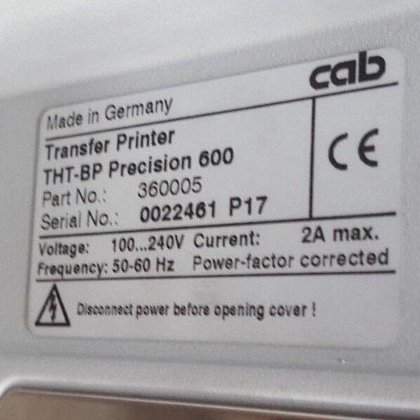 cab
Made in Germany
Transfer Printer
THT-BP Precision 600
Part No.: 360005
Serial No.: 0022461 P17
CE
Voltage: 100...240V Current: 2A max.
Frequency: 50-60 Hz Power-factor corrected
Disconnect power before opening cover !